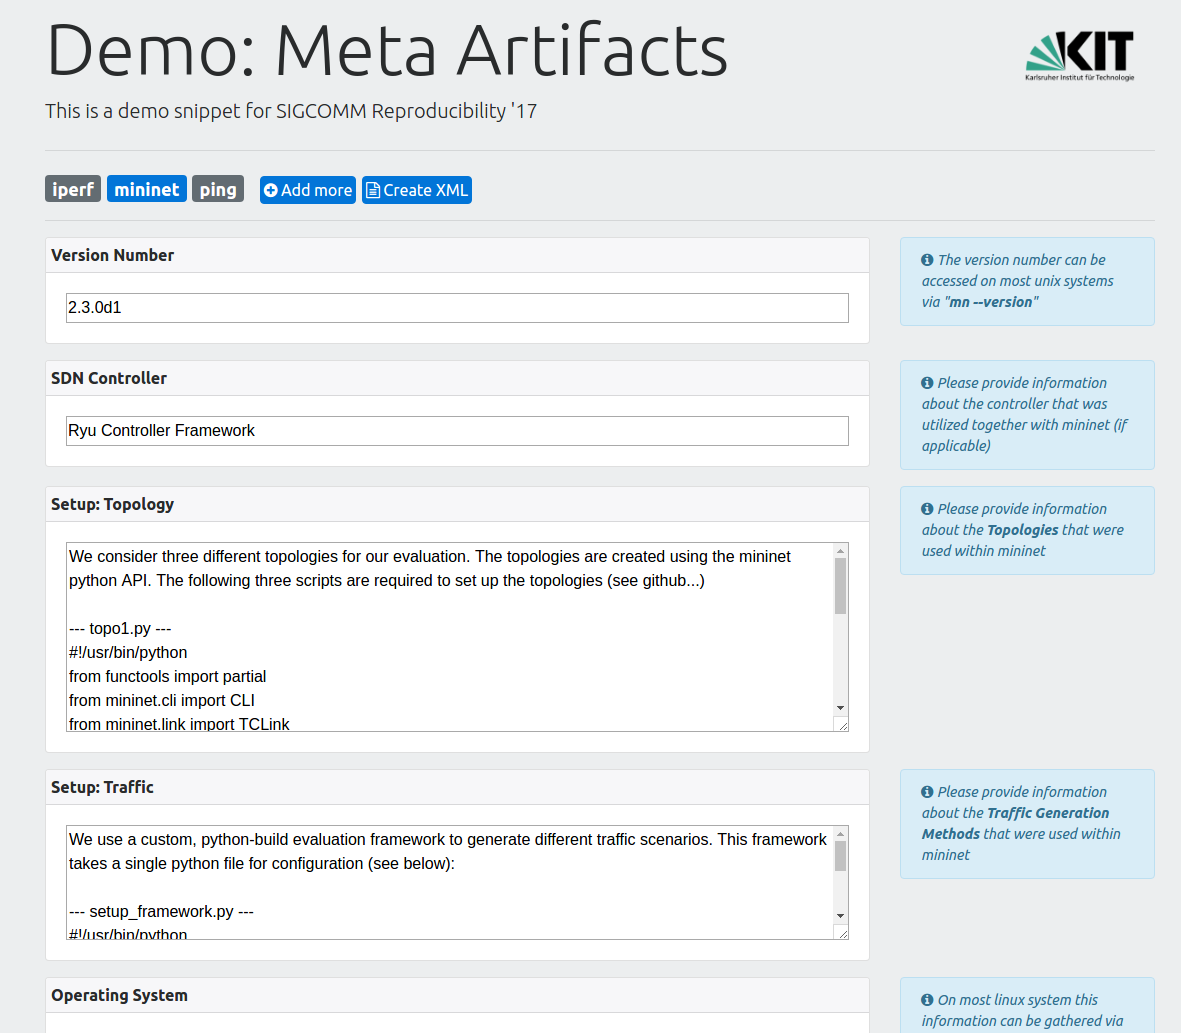 Demo: Meta Artifacts
KIT
Karlsruher Institut für Technologie
This is a demo snippet for SIGCOMM Reproducibility '17
iperf mininet ping Add more Create XML
Version Number
2.3.0d1
The version number can be
accessed on most unix systems
via "mn --version"
SDN Controller
Ryu Controller Framework
Please provide information
about the controller that was
utilized together with mininet (if
applicable)
Setup: Topology
We consider three different topologies for our evaluation. The topologies are created using the mininet
python API. The following three scripts are required to set up the topologies (see github...)
--- topo1.py ---
#!/usr/bin/python
from functools import partial
from mininet.cli import CLI
from mininet.link import TCLink
Please provide information
about the Topologies that were
used within mininet
Setup: Traffic
We use a custom, python-build evaluation framework to generate different traffic scenarios. This framework
takes a single python file for configuration (see below):
--- setup_framework.py ---
#!/usr/bin/python
Please provide information
about the Traffic Generation
Methods that were used within
mininet
Operating System
On most linux system this
information can be gathered via